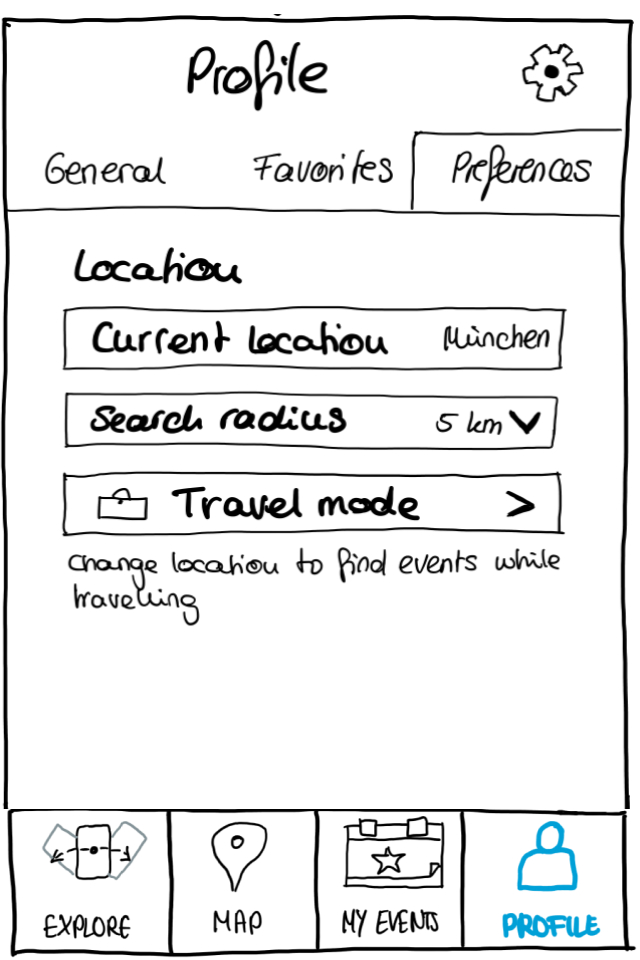 Profile
General Favorites Preferences
Location
Current location München
Search radius 5 km
Travel mode >
change location to find events while
travelling
EXPLORE MAP MY EVENTS PROFILE